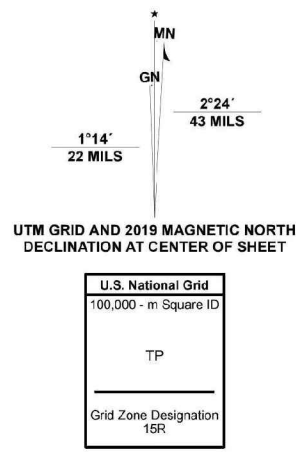 MN
GN
2°24´
43 MILS
1°14´
22 MILS
UTM GRID AND 2019 MAGNETIC NORTH
DECLINATION AT CENTER OF SHEET
U.S. National Grid
100,000 - m Square ID
TP
Grid Zone Designation
15R